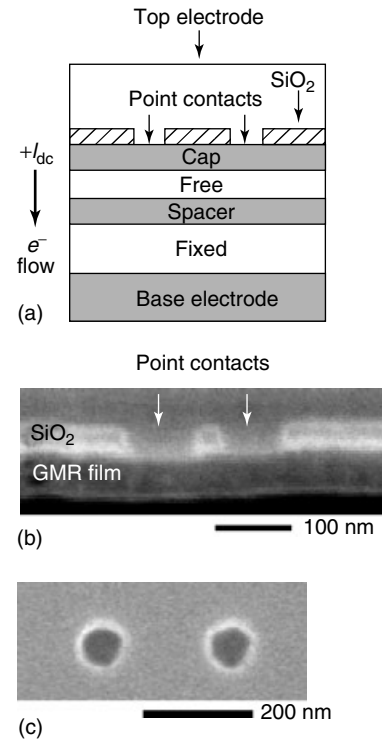 Top electrode
SiO₂
Point contacts
+I_dc
Cap
Free
Spacer
e⁻
flow
Fixed
Base electrode
(a)
Point contacts
SiO₂
GMR film
100 nm
(b)
200 nm
(c)